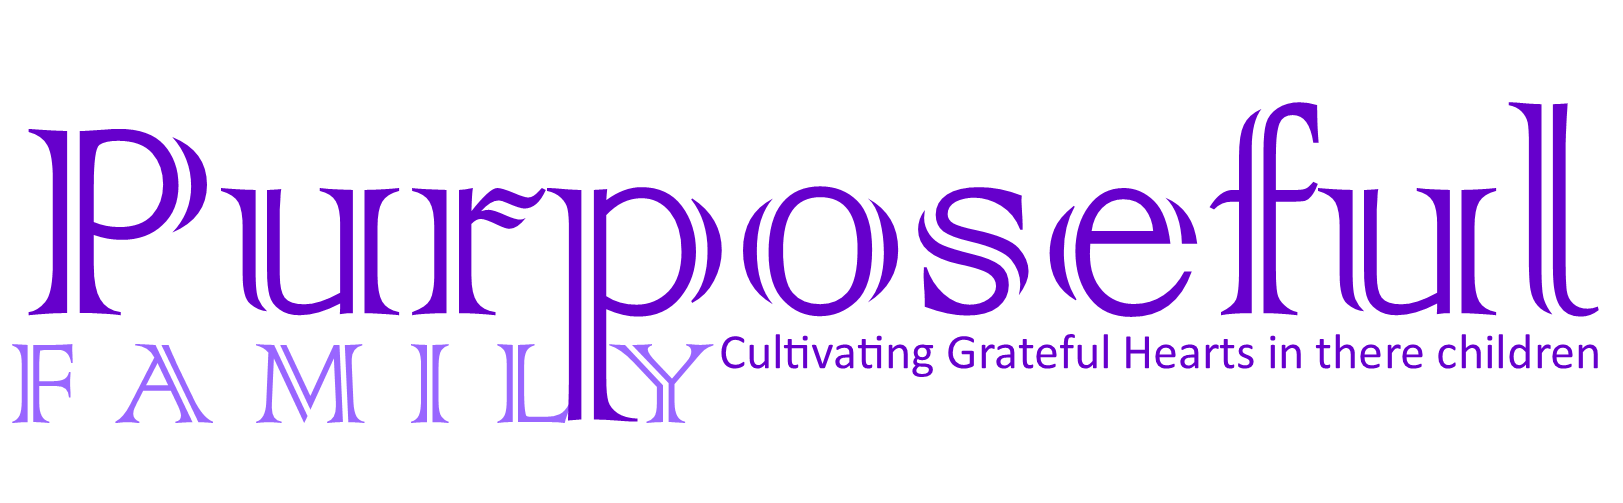 Purposeful
FAMILY
Cultivating Grateful Hearts in there children